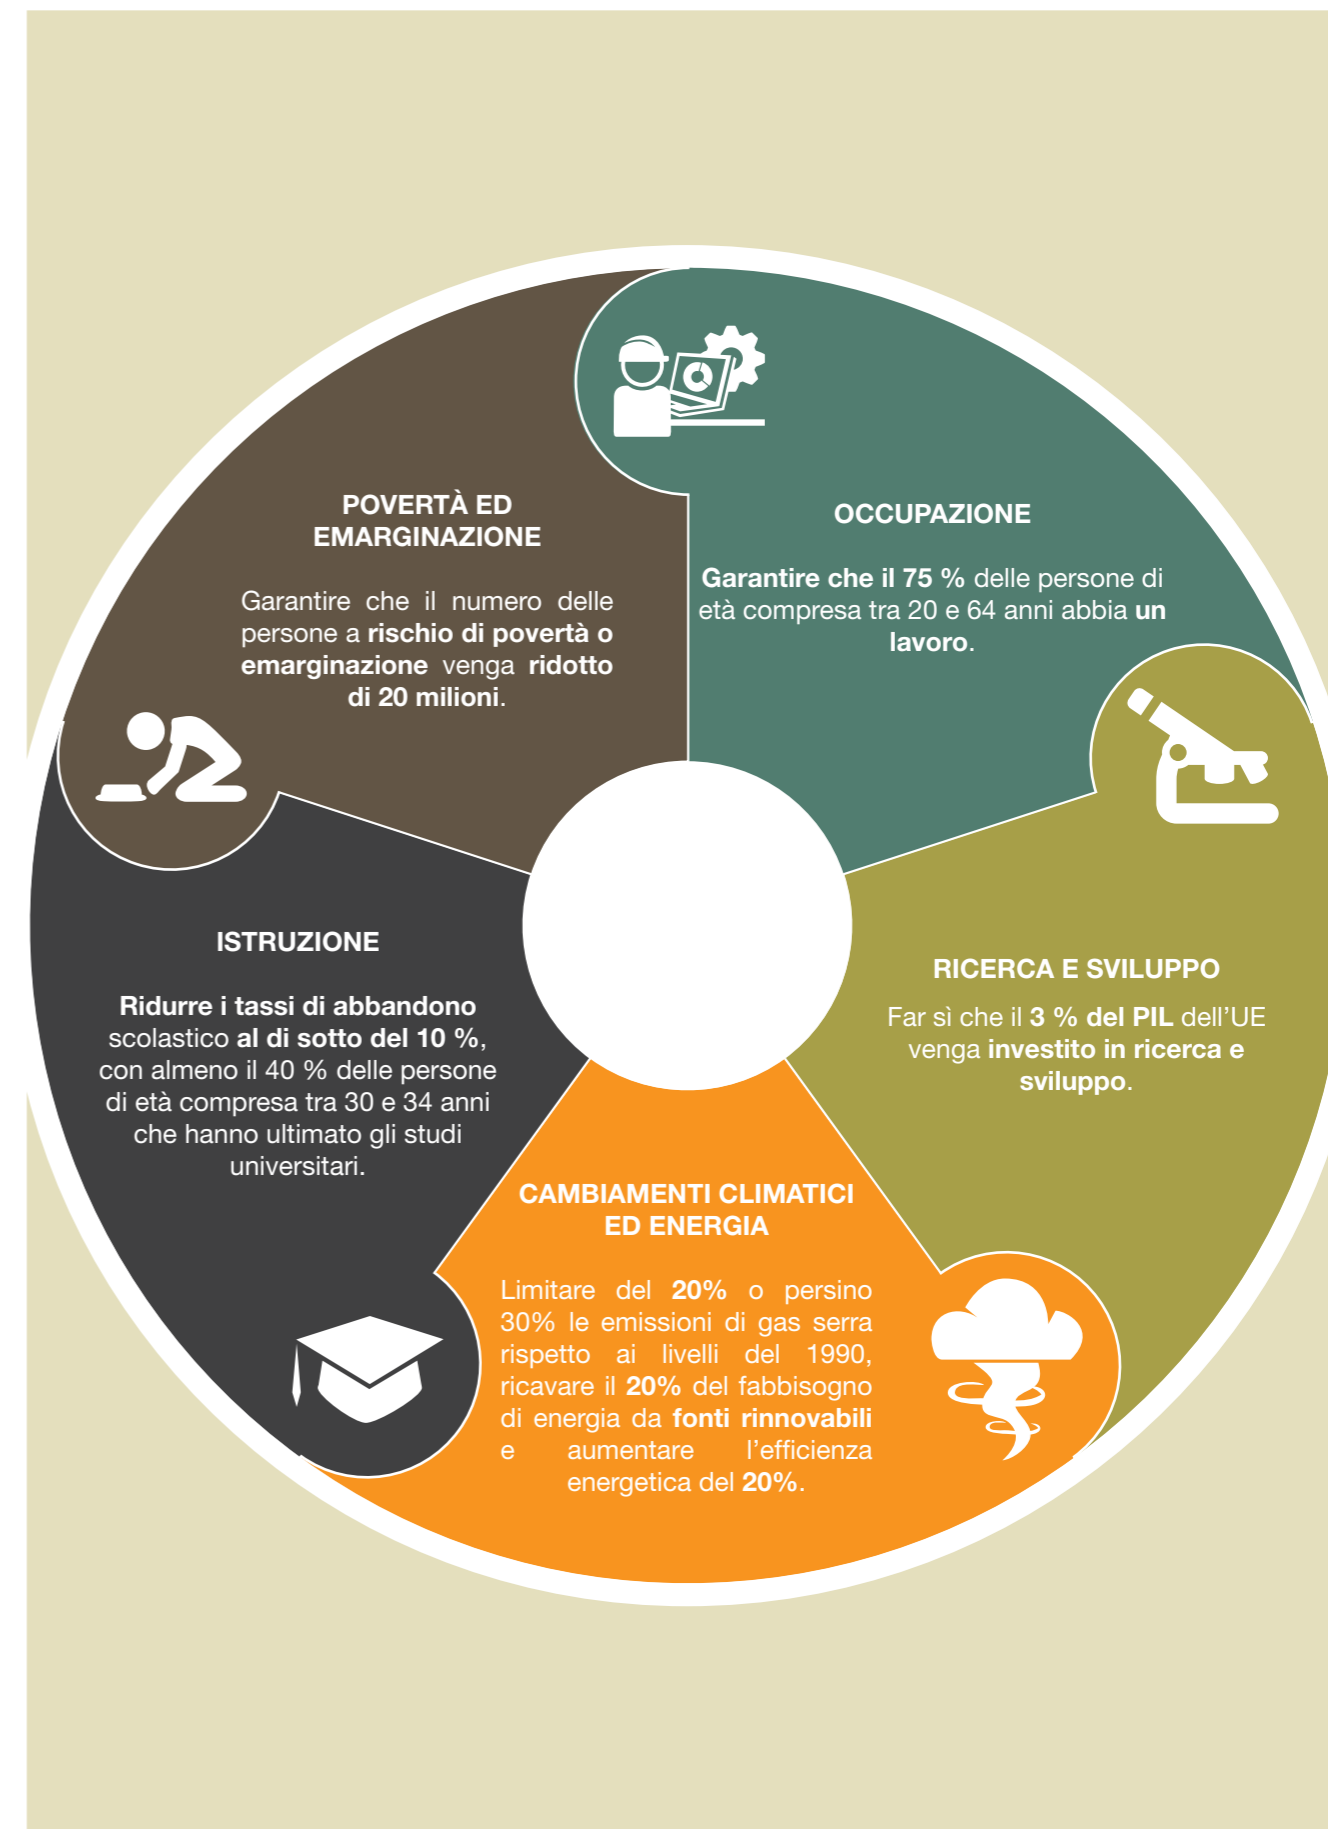 POVERTÀ ED
EMARGINAZIONE
Garantire che il numero delle
persone a rischio di povertà o
emarginazione venga ridotto
di 20 milioni.
OCCUPAZIONE
Garantire che il 75 % delle persone di
età compresa tra 20 e 64 anni abbia un
lavoro.
ISTRUZIONE
Ridurre i tassi di abbandono
scolastico al di sotto del 10 %,
con almeno il 40 % delle persone
di età compresa tra 30 e 34 anni
che hanno ultimato gli studi
universitari.
RICERCA E SVILUPPO
Far sì che il 3 % del PIL dell'UE
venga investito in ricerca e
sviluppo.
CAMBIAMENTI CLIMATICI
ED ENERGIA
Limitare del 20% o persino
30% le emissioni di gas serra
rispetto ai livelli del 1990,
ricavare il 20% del fabbisogno
di energia da fonti rinnovabili
e aumentare l'efficienza
energetica del 20%.